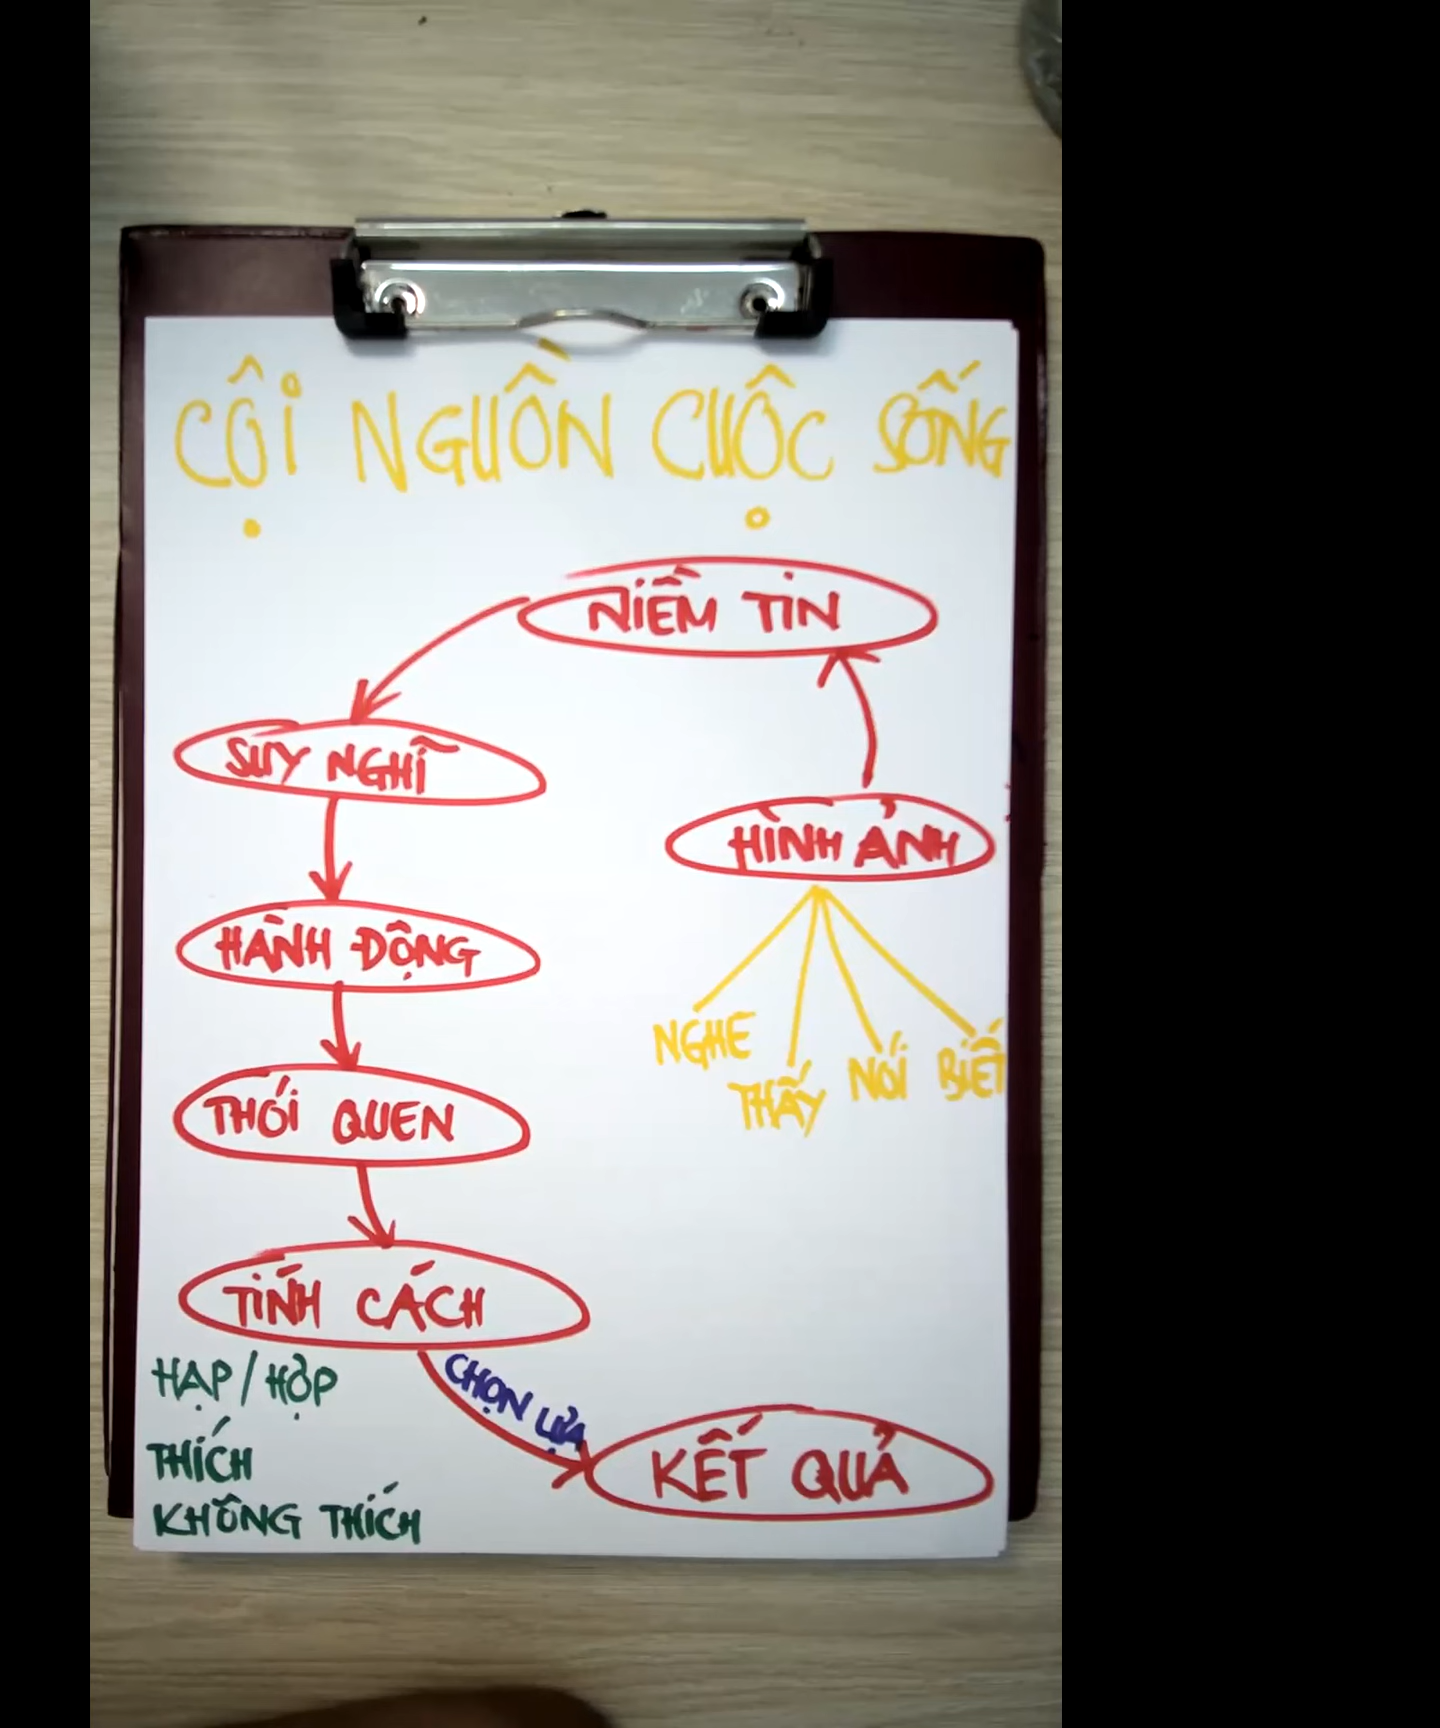 CỘI NGUỒN CUỘC SỐNG
NIỀM TIN
SUY NGHĨ
HÌNH ẢNH
HÀNH ĐỘNG
NGHE
THẤY
NÓI
BIẾT
THÓI QUEN
TÍNH CÁCH
HẠP / HỢP
THÍCH
KHÔNG THÍCH
CHỌN LỰA
KẾT QUẢ